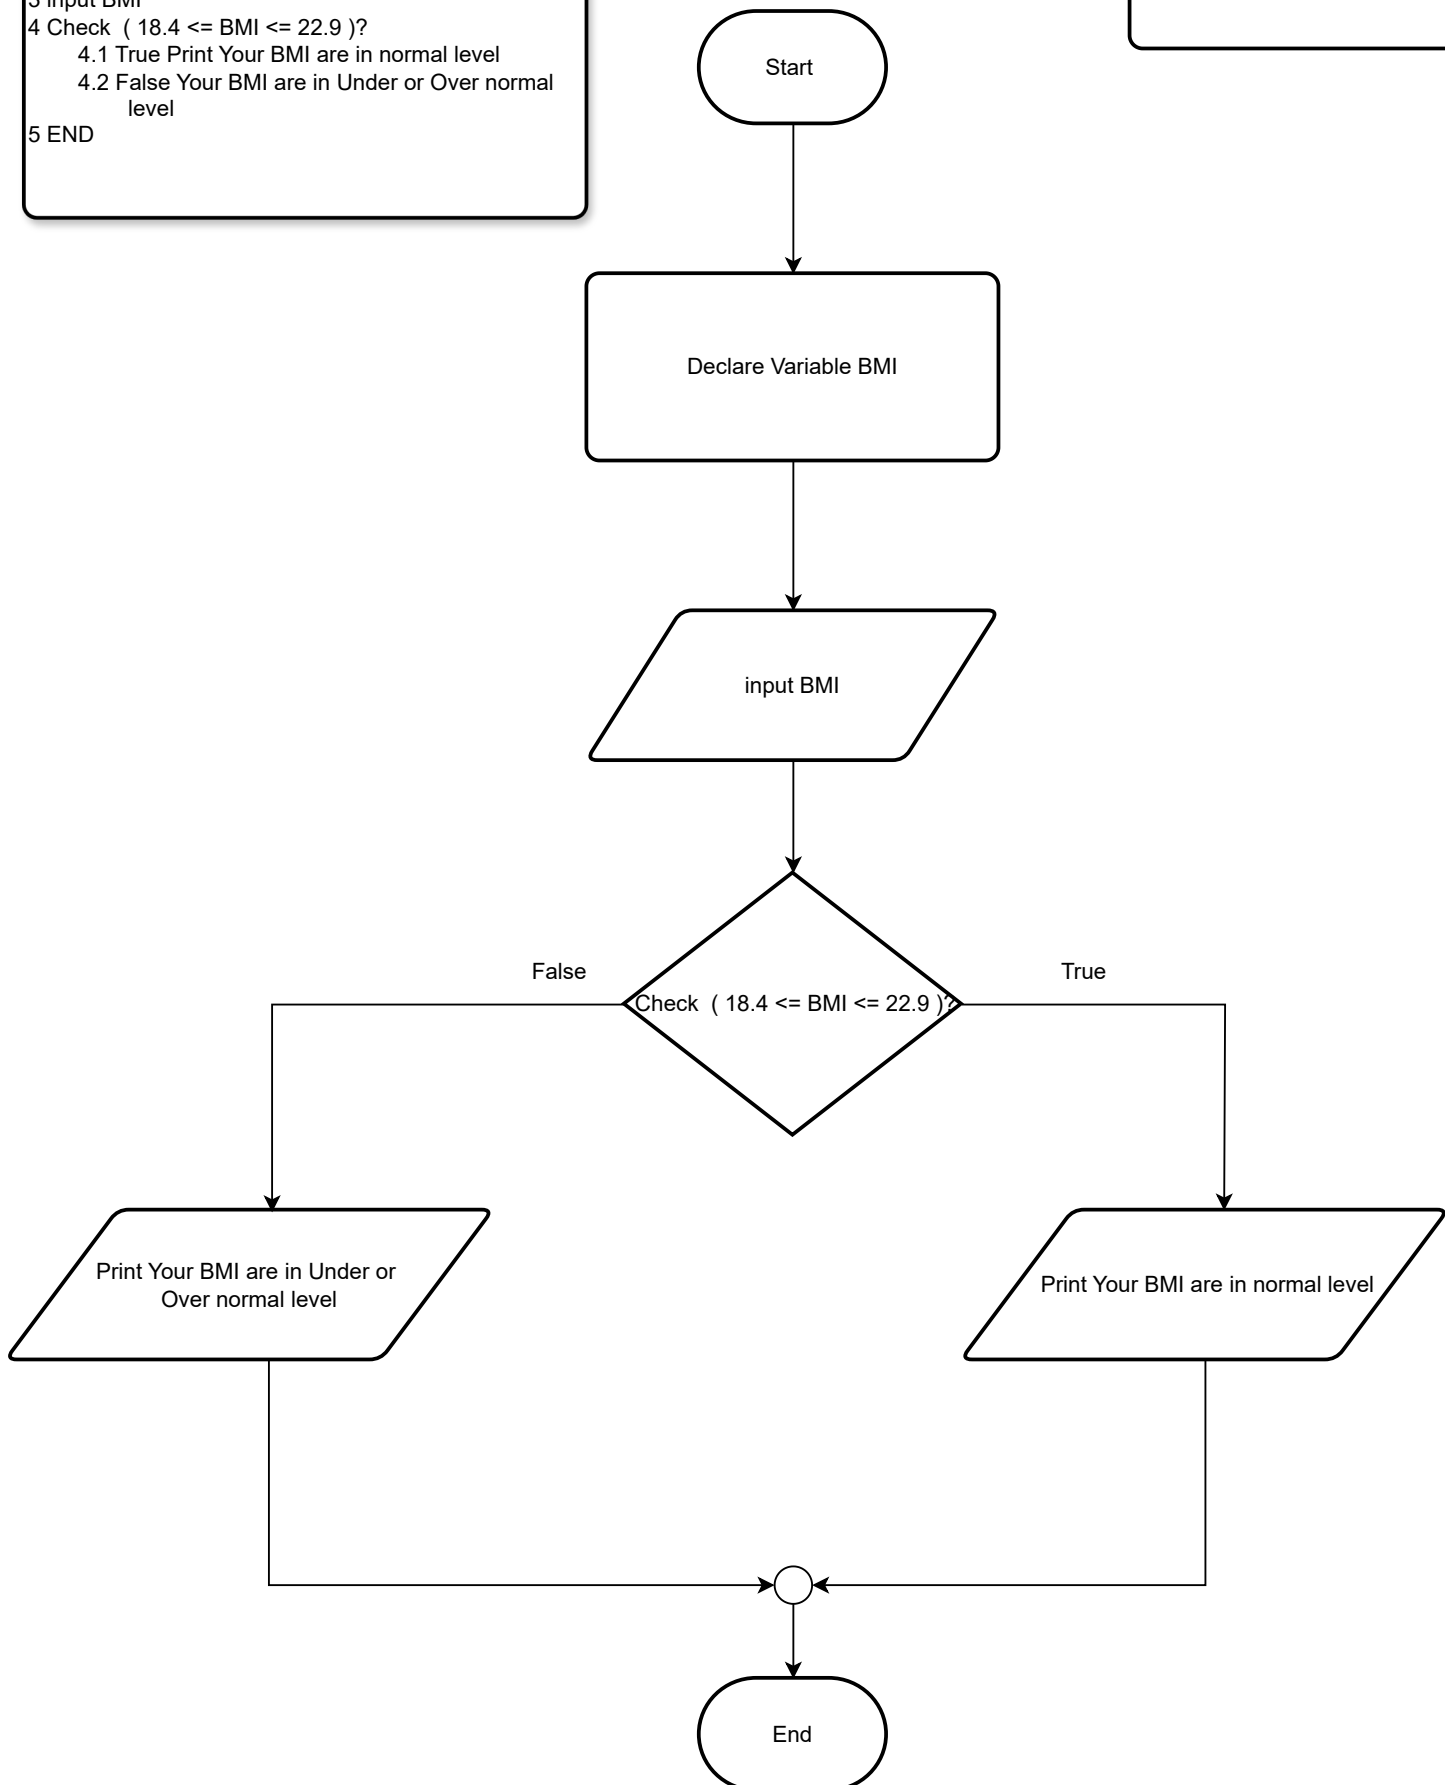 3 input BMI
4 Check  ( 18.4 <= BMI <= 22.9 )?
4.1 True Print Your BMI are in normal level
4.2 False Your BMI are in Under or Over normal
level
5 END
Start
Declare Variable BMI
input BMI
False
True
Check  ( 18.4 <= BMI <= 22.9 )?
Print Your BMI are in Under or
Over normal level
Print Your BMI are in normal level
End